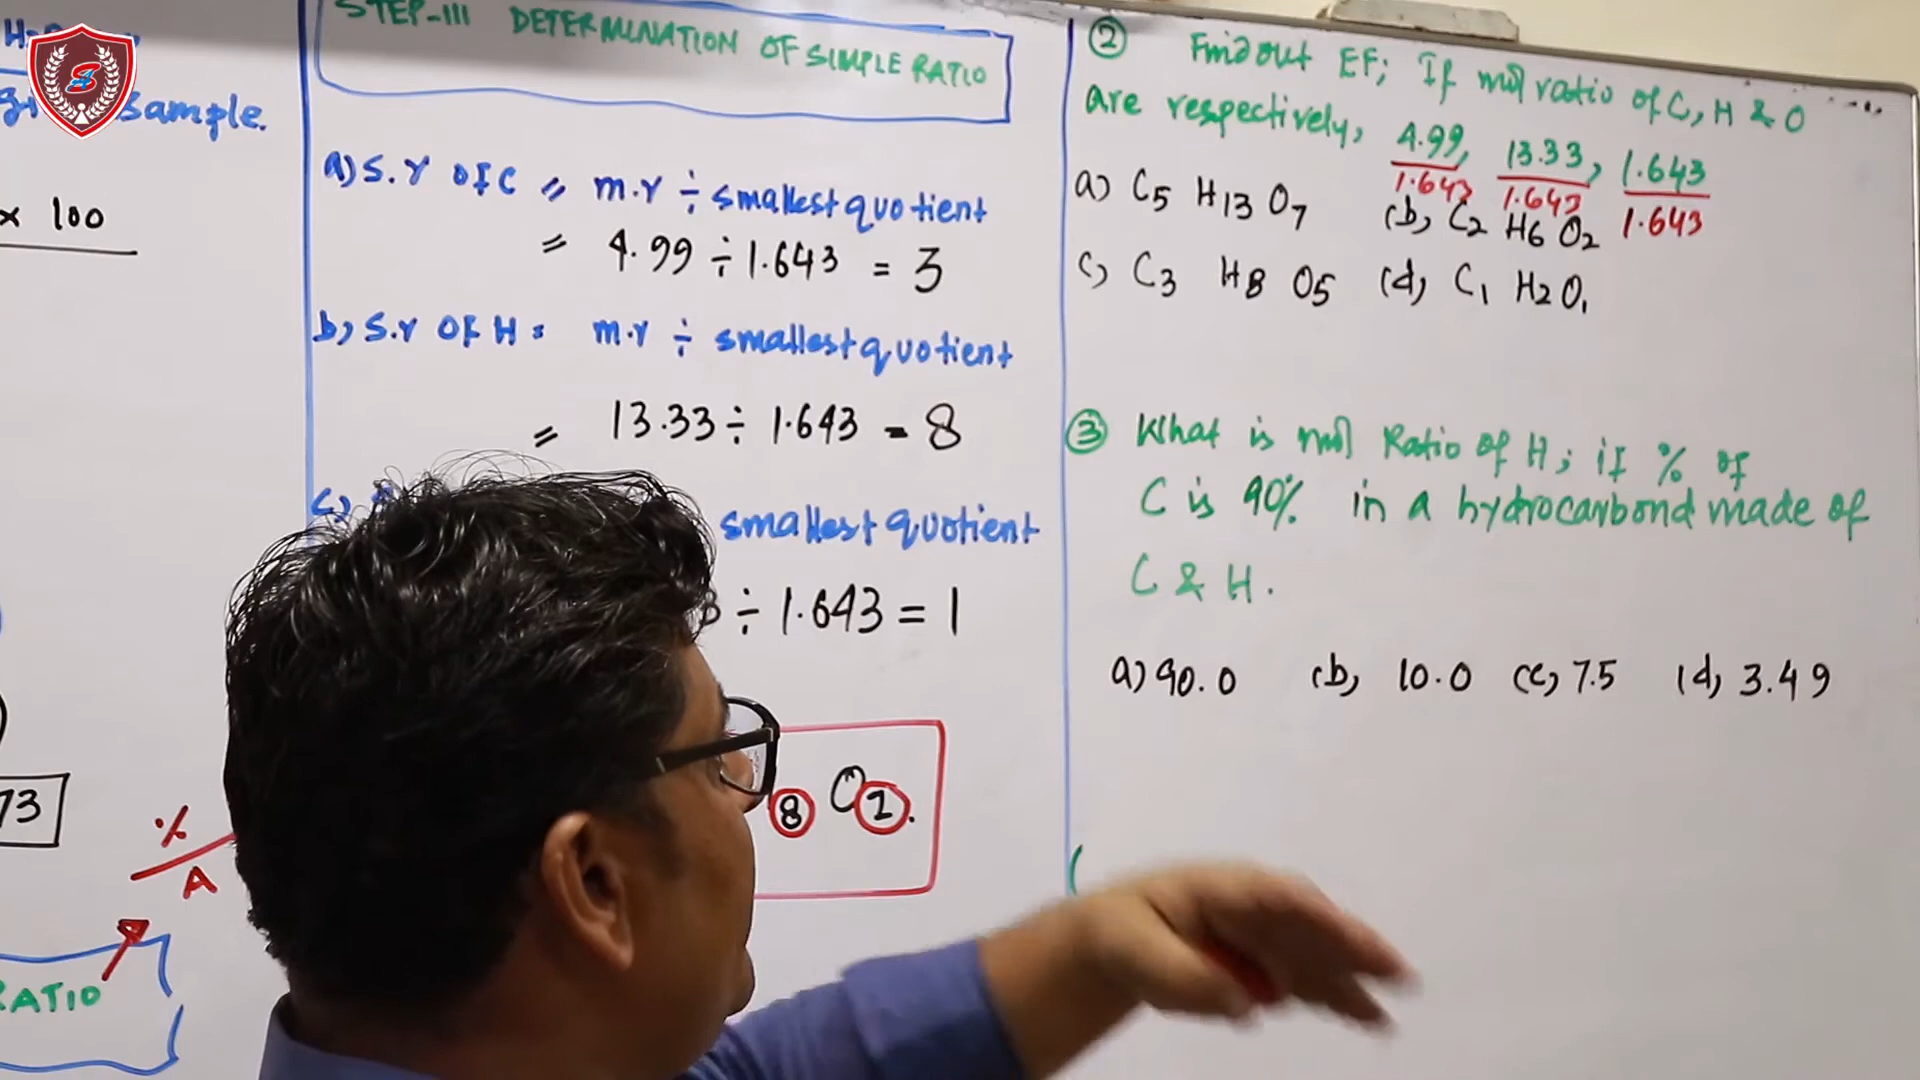 sample.
× 100
73
%
A
RATIO
STEP-III DETERMINATION OF SIMPLE RATIO
a) S.r of C = m.r ÷ smallest quotient
= 4.99 ÷ 1.643 = 3
b) S.r OF H = m.r ÷ smallest quotient
= 13.33 ÷ 1.643 = 8
c)
smallest quotient
÷ 1.643 = 1
8 O 1.
② Find out EF; If mol ratio of C, H & O
are respectively, 4.99, 13.33, 1.643
1.643 1.643 1.643
a) C5 H13 O7 (b) C2 H6 O2
c) C3 H8 O5 (d) C1 H2 O1
③ What is mol Ratio of H; if % of
C is 90% in a hydrocarbond made of
C & H.
a) 90.0 (b) 10.0 (c) 7.5 (d) 3.49